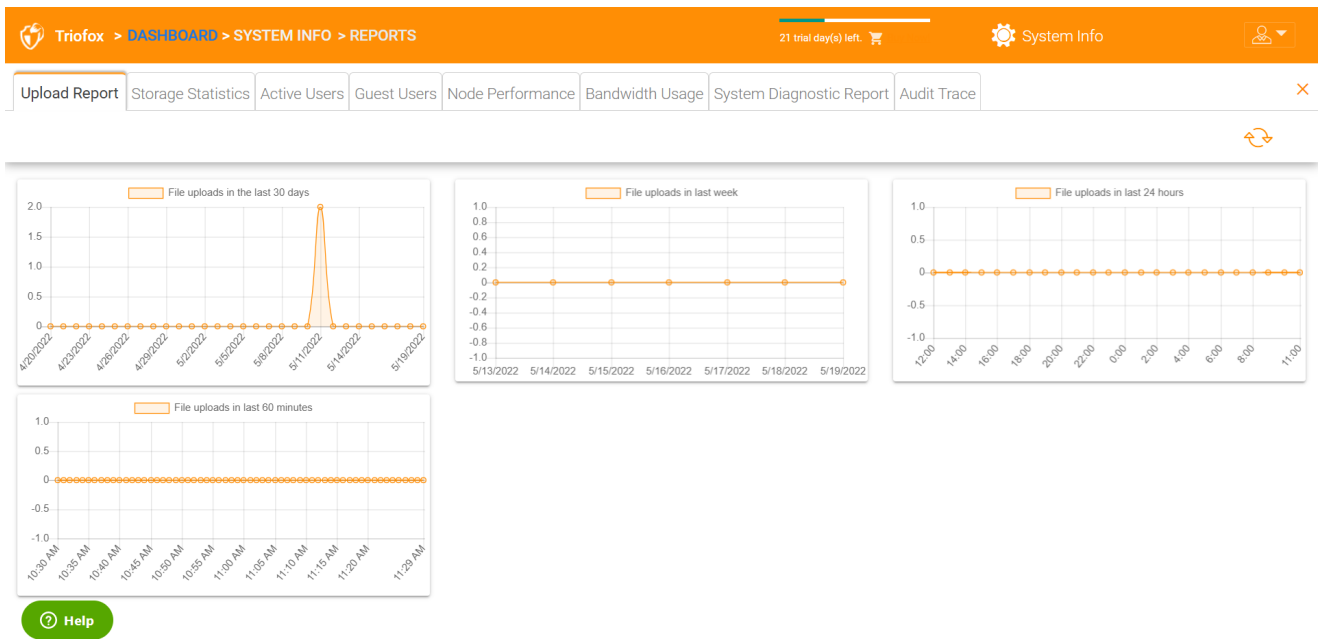 Triofox > DASHBOARD > SYSTEM INFO > REPORTS
21 trial day(s) left.
System Info
Upload Report
Storage Statistics
Active Users
Guest Users
Node Performance
Bandwidth Usage
System Diagnostic Report
Audit Trace
File uploads in the last 30 days
2.0
1.5
1.0
0.5
0
4/20/2022
4/23/2022
4/26/2022
4/29/2022
5/2/2022
5/5/2022
5/8/2022
5/11/2022
5/14/2022
5/19/2022
File uploads in last week
1.0
0.8
0.6
0.4
0.2
0
-0.2
-0.4
-0.6
-0.8
-1.0
5/13/2022
5/14/2022
5/15/2022
5/16/2022
5/17/2022
5/18/2022
5/19/2022
File uploads in last 24 hours
1.0
0.5
0
-0.5
-1.0
12:00
14:00
16:00
18:00
20:00
22:00
0:00
2:00
4:00
6:00
8:00
11:00
File uploads in last 60 minutes
1.0
0.5
0
-0.5
-1.0
10:30 AM
10:35 AM
10:40 AM
10:45 AM
10:50 AM
10:55 AM
11:00 AM
11:05 AM
11:10 AM
11:15 AM
11:20 AM
11:29 AM
Help